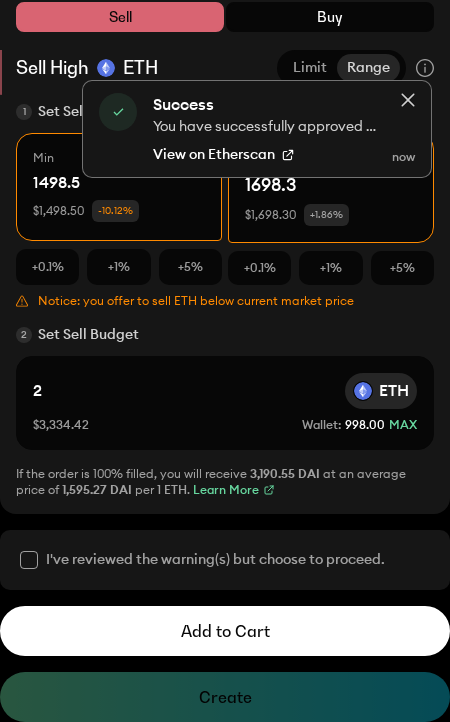 Sell
Buy
Sell High ETH
Limit
Range
1 Set Sel
Success
You have successfully approved ...
View on Etherscan
now
Min
1498.5
$1,498.50
-10.12%
1698.3
$1,698.30
+1.86%
+0.1%
+1%
+5%
+0.1%
+1%
+5%
Notice: you offer to sell ETH below current market price
2 Set Sell Budget
2
ETH
$3,334.42
Wallet: 998.00 MAX
If the order is 100% filled, you will receive 3,190.55 DAI at an average
price of 1,595.27 DAI per 1 ETH. Learn More
I've reviewed the warning(s) but choose to proceed.
Add to Cart
Create